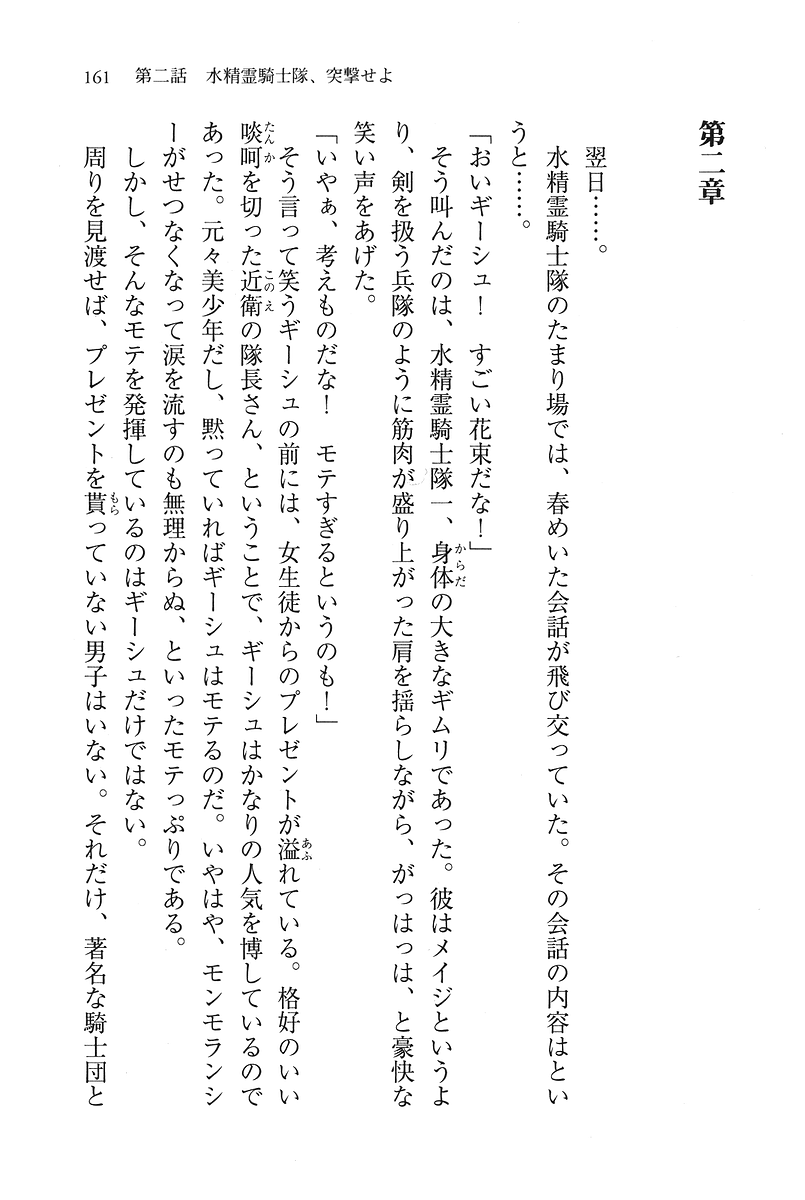 161　第二話　水精霊騎士隊、突撃せよ
第二章
　翌日……。
　水精霊騎士隊のたまり場では、春めいた会話が飛び交っていた。その会話の内容はとい
うと……。
「おいギーシュ！　すごい花束だな！」
　そう叫んだのは、水精霊騎士隊一、身体の大きなギムリであった。彼はメイジというよ
り、剣を扱う兵隊のように筋肉が盛り上がった肩を揺らしながら、がっはっは、と豪快な
笑い声をあげた。
「いやぁ、考えものだな！　モテすぎるというのも！」
　そう言って笑うギーシュの前には、女生徒からのプレゼントが溢れている。格好のいい
啖呵を切った近衛の隊長さん、ということで、ギーシュはかなりの人気を博しているので
あった。元々美少年だし、黙っていればギーシュはモテるのだ。いやはや、モンモランシ
ーがせつなくなって涙を流すのも無理からぬ、といったモテっぷりである。
　しかし、そんなモテを発揮しているのはギーシュだけではない。
　周りを見渡せば、プレゼントを貰っていない男子はいない。それだけ、著名な騎士団と